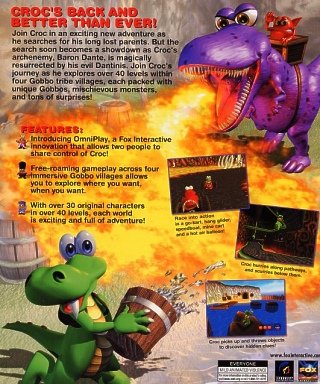 CROC'S BACK AND
BETTER THAN EVER!
Join Croc in an exciting new adventure as
he searches for his long lost parents. But the
search soon becomes a showdown as Croc's
archenemy, Baron Dante, is magically
resurrected by his evil Dantinis. Join Croc's
journey as he explores over 40 levels within
four Gobbo tribe villages, each packed with
unique Gobbos, mischievous monsters,
and tons of surprises!
FEATURES:
Introducing OmniPlay, a Fox Interactive
innovation that allows two people to
share control of Croc!
Free-roaming gameplay across four
immersive Gobbo villages allows
you to explore where you want,
when you want.
With over 30 original characters
in over 40 levels, each world
is exciting and full of adventure!
Race into action
in a go-kart, hang glider,
speedboat, mine cart
and a hot air balloon!
Croc hurries along pathways,
and scurries below them.
Croc picks up and throws objects
to discover hidden clues!
www.foxinteractive.com
EVERYONE
MILD ANIMATED VIOLENCE
FOX